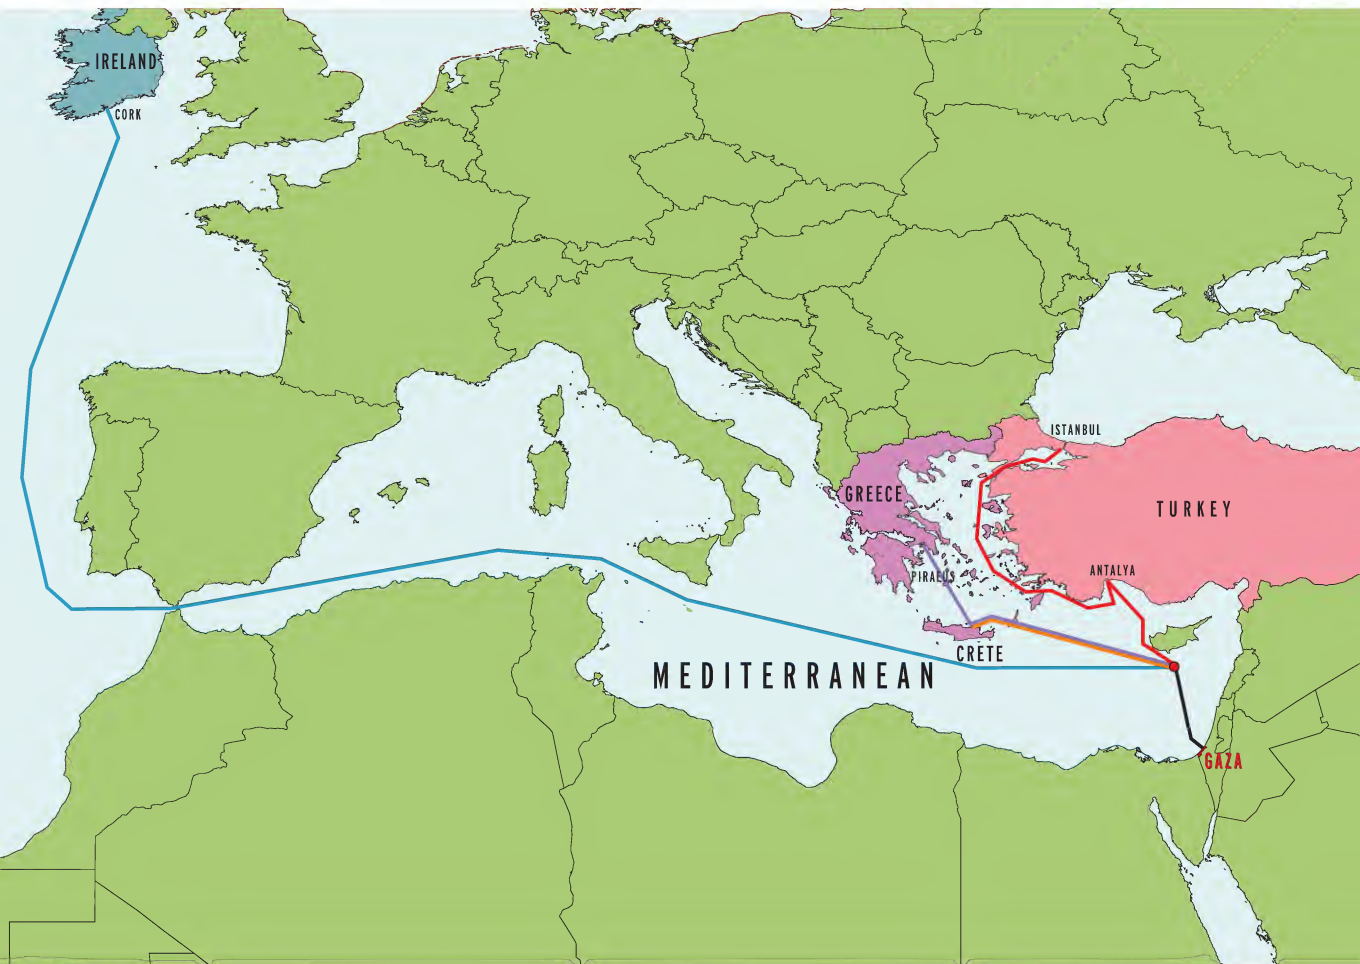 IRELAND
CORK
ISTANBUL
GREECE
TURKEY
ANTALYA
PIRAEUS
CRETE
MEDITERRANEAN
GAZA